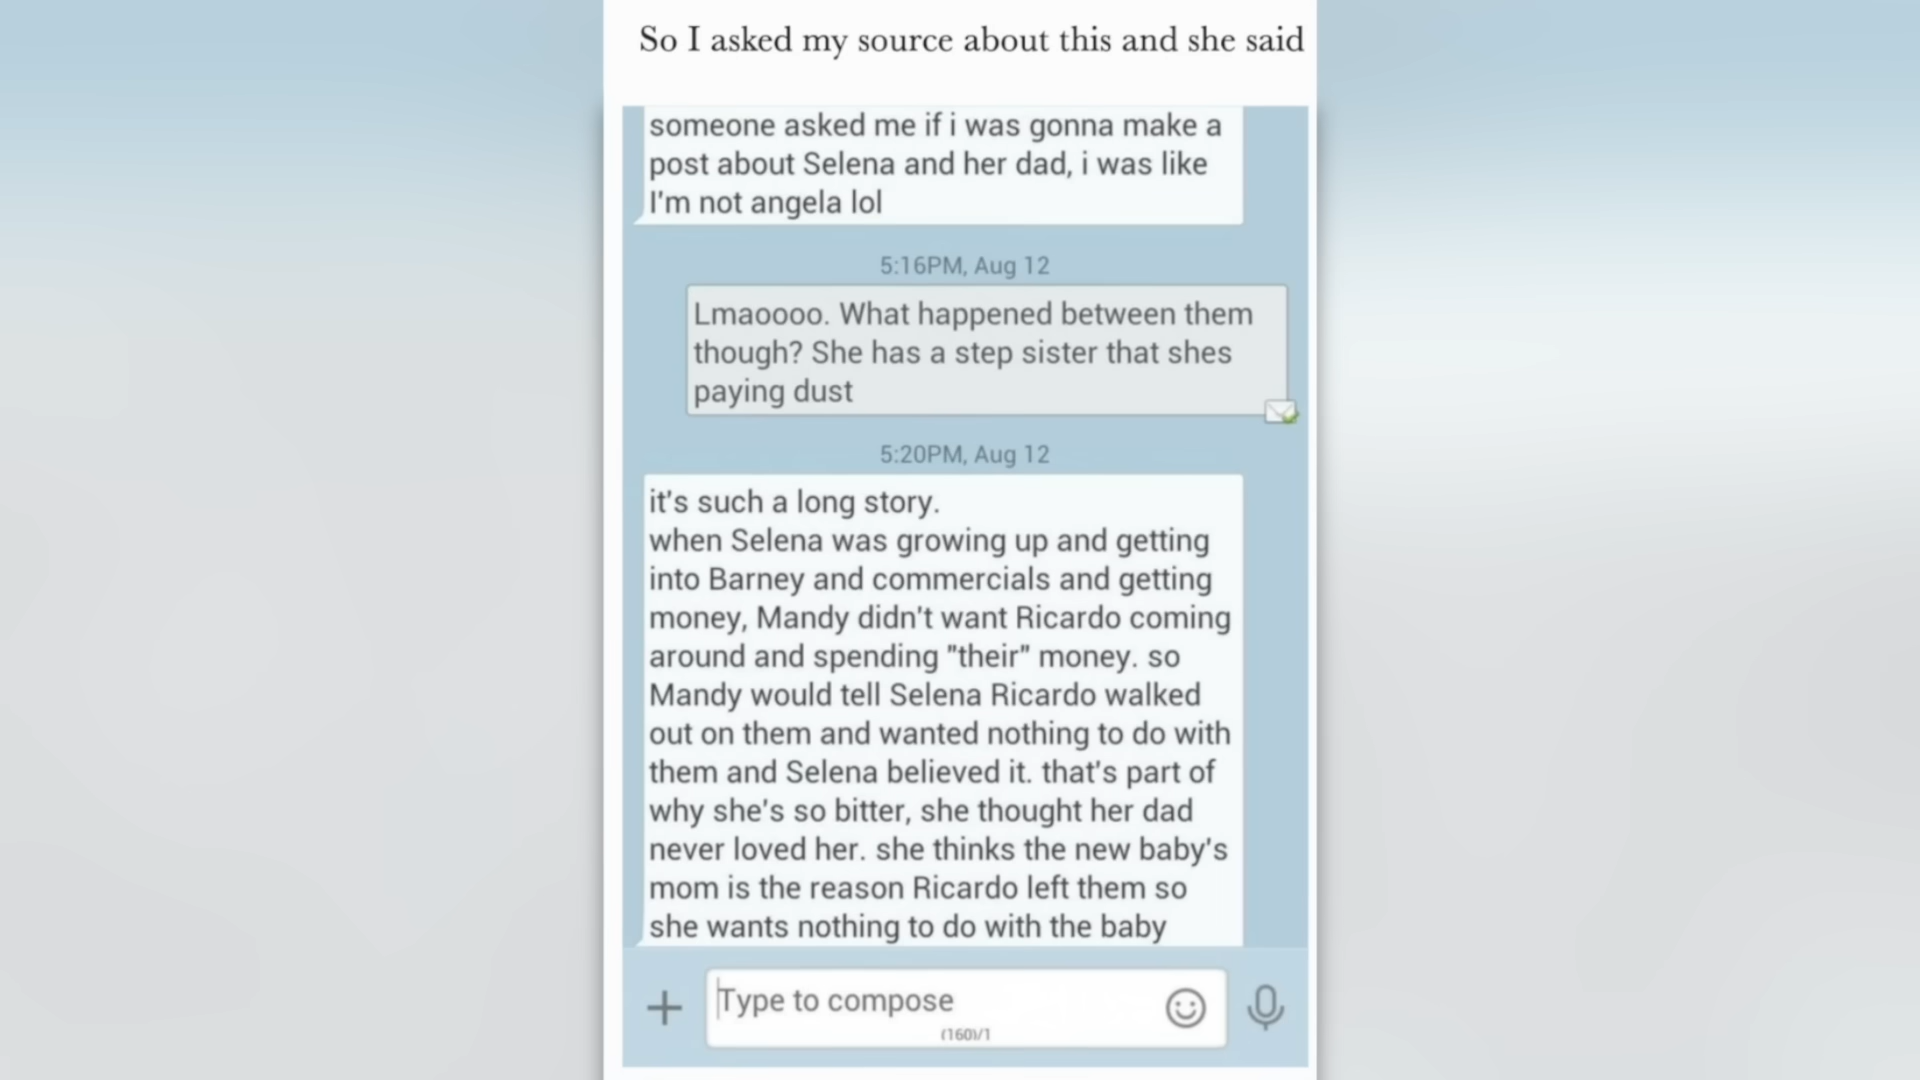 So I asked my source about this and she said
someone asked me if i was gonna make a
post about Selena and her dad, i was like
I'm not angela lol
5:16PM, Aug 12
Lmaoooo. What happened between them
though? She has a step sister that shes
paying dust
5:20PM, Aug 12
it's such a long story.
when Selena was growing up and getting
into Barney and commercials and getting
money, Mandy didn't want Ricardo coming
around and spending "their" money. so
Mandy would tell Selena Ricardo walked
out on them and wanted nothing to do with
them and Selena believed it. that's part of
why she's so bitter, she thought her dad
never loved her. she thinks the new baby's
mom is the reason Ricardo left them so
she wants nothing to do with the baby
Type to compose
(160)/1